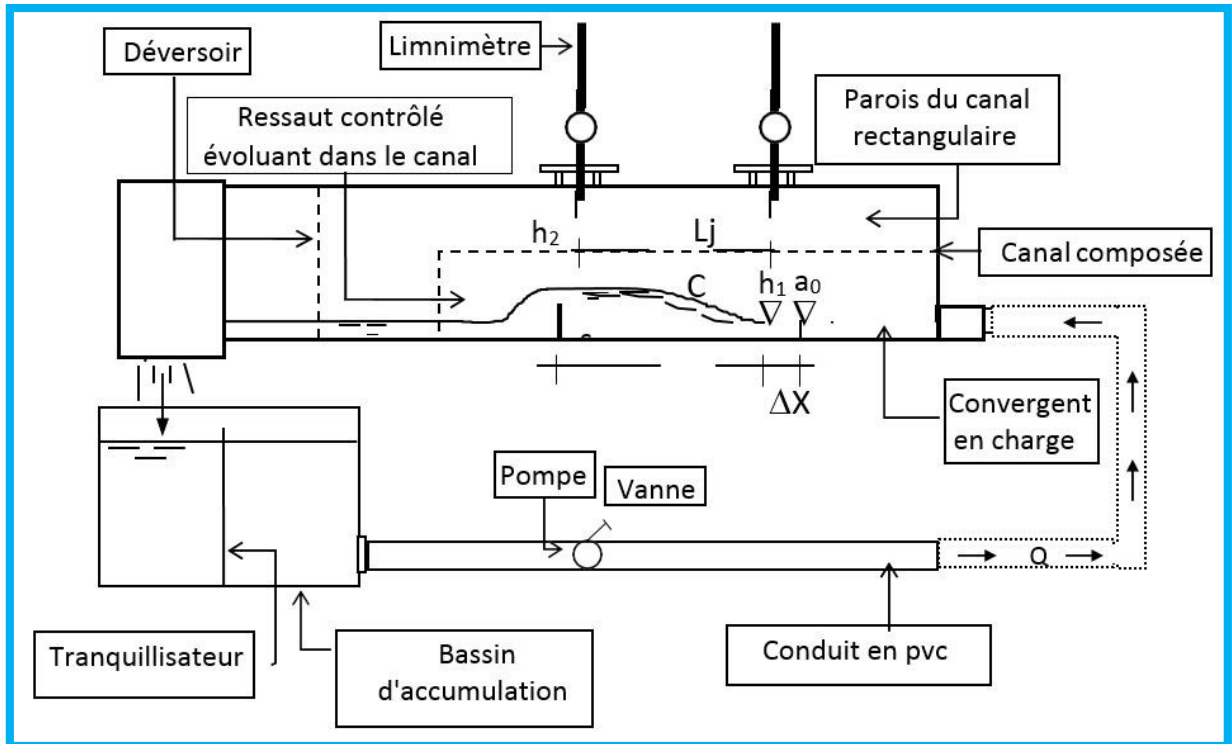 Déversoir
Limnimètre
Parois du canal
rectangulaire
Ressaut contrôlé
évoluant dans le canal
h2
Lj
Canal composée
C
h1
a0
ΔX
Convergent
en charge
Pompe
Vanne
Q
Tranquillisateur
Bassin
d'accumulation
Conduit en pvc